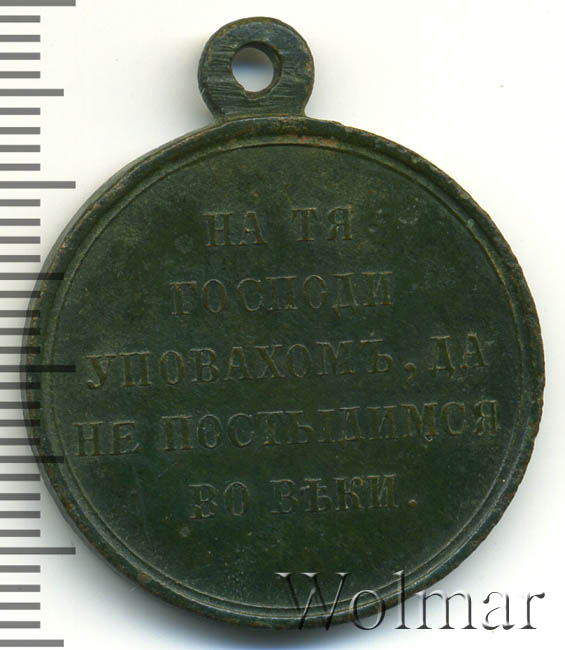 НА ТЯ
ГОСПОДИ
УПОВАХОМЪ, ДА
НЕ ПОСТЫДИМСЯ
ВО ВѢКИ.
Wolmar